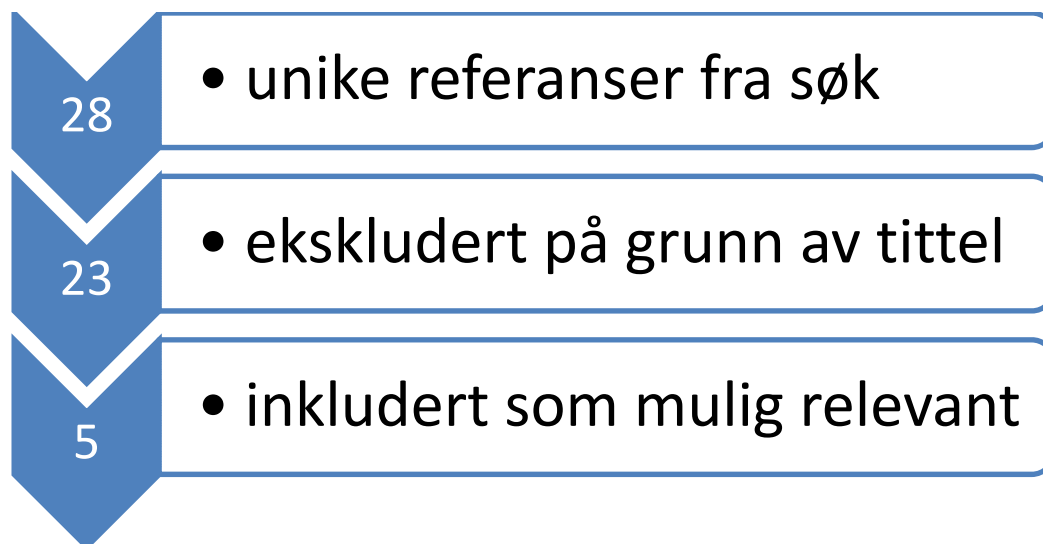 28
• unike referanser fra søk
23
• ekskludert på grunn av tittel
5
• inkludert som mulig relevant